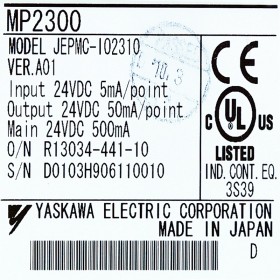 MP2300
MODEL JEPMC-IO2310
VER.A01
Input 24VDC 5mA/point
Output 24VDC 50mA/point
Main 24VDC 500mA
O/N R13034-441-10
S/N D0103H906110010
CE
C UL US
LISTED
IND. CONT. EQ.
3S39
YASKAWA ELECTRIC CORPORATION
MADE IN JAPAN
D